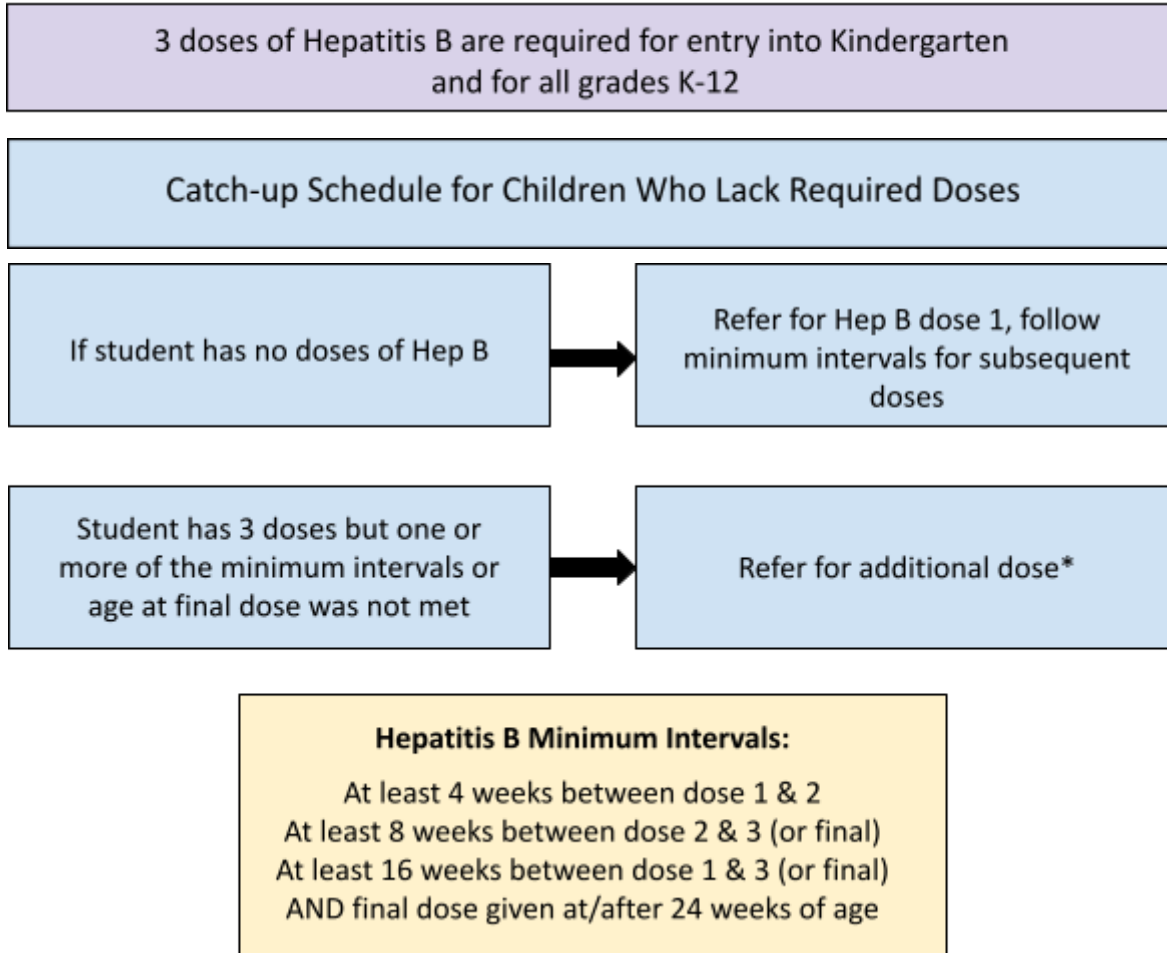 3 doses of Hepatitis B are required for entry into Kindergarten
and for all grades K-12
Catch-up Schedule for Children Who Lack Required Doses
If student has no doses of Hep B
Refer for Hep B dose 1, follow
minimum intervals for subsequent
doses
Student has 3 doses but one or
more of the minimum intervals or
age at final dose was not met
Refer for additional dose*
Hepatitis B Minimum Intervals:
At least 4 weeks between dose 1 & 2
At least 8 weeks between dose 2 & 3 (or final)
At least 16 weeks between dose 1 & 3 (or final)
AND final dose given at/after 24 weeks of age